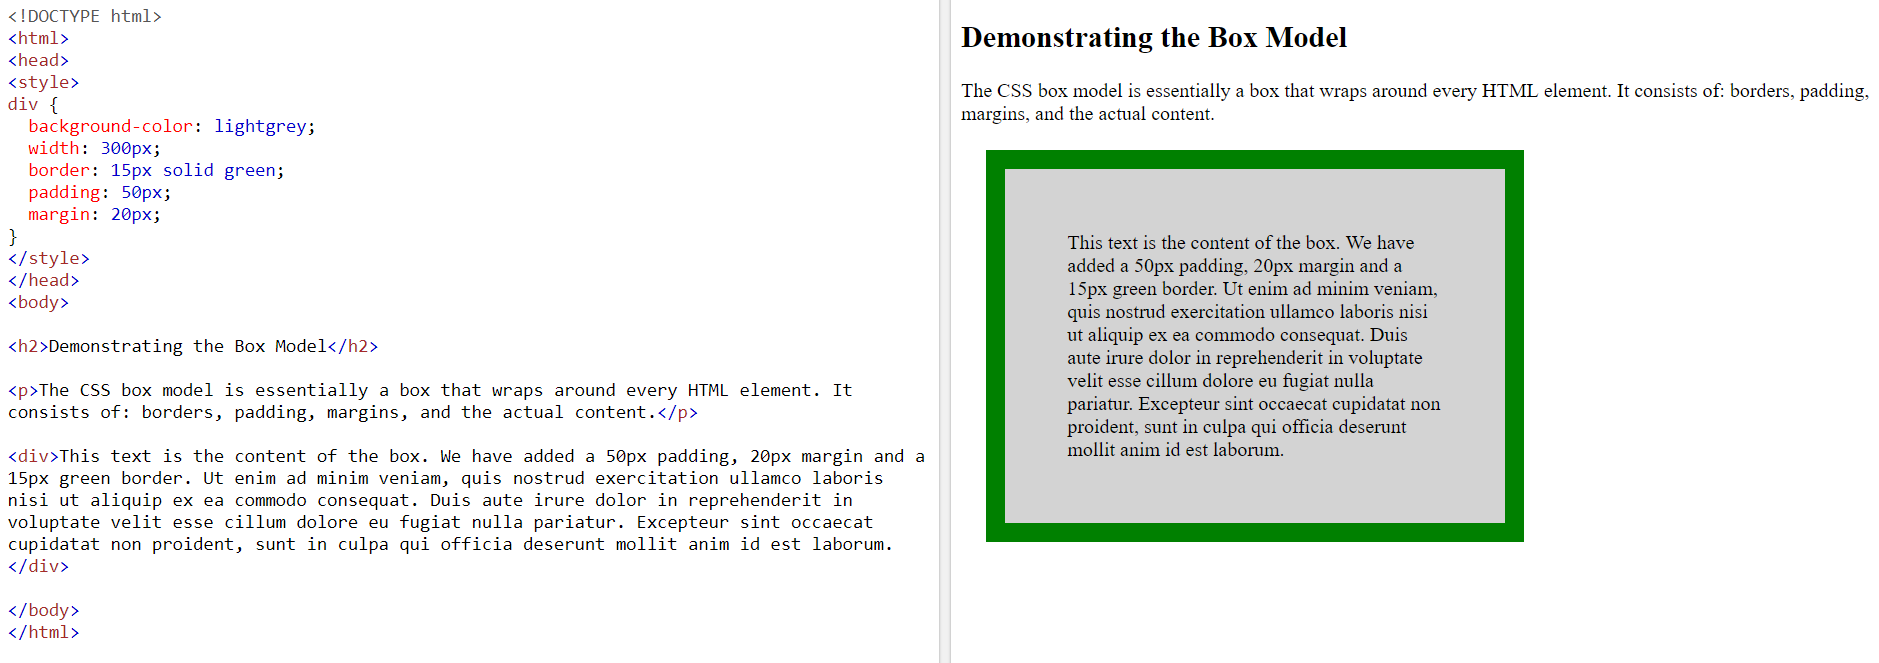 <!DOCTYPE html>
<html>
<head>
<style>
div {
  background-color: lightgrey;
  width: 300px;
  border: 15px solid green;
  padding: 50px;
  margin: 20px;
}
</style>
</head>
<body>

<h2>Demonstrating the Box Model</h2>

<p>The CSS box model is essentially a box that wraps around every HTML element. It
consists of: borders, padding, margins, and the actual content.</p>

<div>This text is the content of the box. We have added a 50px padding, 20px margin and a
15px green border. Ut enim ad minim veniam, quis nostrud exercitation ullamco laboris
nisi ut aliquip ex ea commodo consequat. Duis aute irure dolor in reprehenderit in
voluptate velit esse cillum dolore eu fugiat nulla pariatur. Excepteur sint occaecat
cupidatat non proident, sunt in culpa qui officia deserunt mollit anim id est laborum.
</div>

</body>
</html>
Demonstrating the Box Model
The CSS box model is essentially a box that wraps around every HTML element. It consists of: borders, padding,
margins, and the actual content.
This text is the content of the box. We have
added a 50px padding, 20px margin and a
15px green border. Ut enim ad minim veniam,
quis nostrud exercitation ullamco laboris nisi
ut aliquip ex ea commodo consequat. Duis
aute irure dolor in reprehenderit in voluptate
velit esse cillum dolore eu fugiat nulla
pariatur. Excepteur sint occaecat cupidatat non
proident, sunt in culpa qui officia deserunt
mollit anim id est laborum.